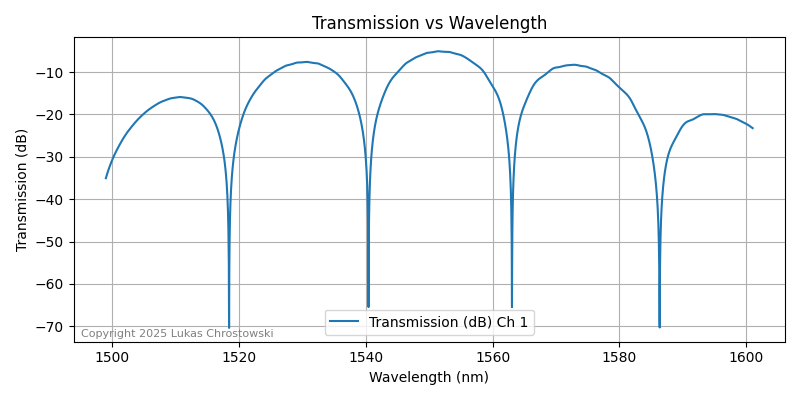 Transmission vs Wavelength
Transmission (dB)
−10
−20
−30
−40
−50
−60
−70
Transmission (dB) Ch 1
Copyright 2025 Lukas Chrostowski
1500 1520 1540 1560 1580 1600
Wavelength (nm)